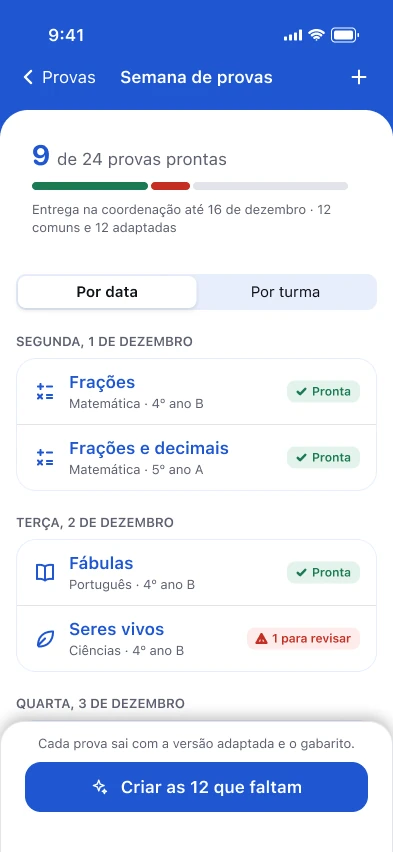 9:41
Provas
Semana de provas
9 de 24 provas prontas
Entrega na coordenação até 16 de dezembro · 12
comuns e 12 adaptadas
Por data
Por turma
SEGUNDA, 1 DE DEZEMBRO
Frações
Matemática · 4º ano B
Pronta
Frações e decimais
Matemática · 5º ano A
Pronta
TERÇA, 2 DE DEZEMBRO
Fábulas
Português · 4º ano B
Pronta
Seres vivos
Ciências · 4º ano B
1 para revisar
QUARTA, 3 DE DEZEMBRO
Cada prova sai com a versão adaptada e o gabarito.
Criar as 12 que faltam